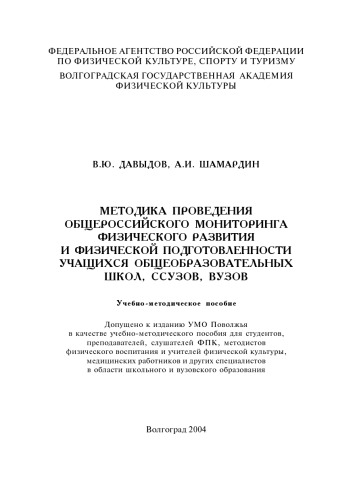 ФЕДЕРАЛЬНОЕ АГЕНТСТВО РОССИЙСКОЙ ФЕДЕРАЦИИ
ПО ФИЗИЧЕСКОЙ КУЛЬТУРЕ, СПОРТУ И ТУРИЗМУ
ВОЛГОГРАДСКАЯ ГОСУДАРСТВЕННАЯ АКАДЕМИЯ
ФИЗИЧЕСКОЙ КУЛЬТУРЫ
В.Ю. ДАВЫДОВ, А.И. ШАМАРДИН
МЕТОДИКА ПРОВЕДЕНИЯ
ОБЩЕРОССИЙСКОГО МОНИТОРИНГА
ФИЗИЧЕСКОГО РАЗВИТИЯ
И ФИЗИЧЕСКОЙ ПОДГОТОВЛЕННОСТИ
УЧАЩИХСЯ ОБЩЕОБРАЗОВАТЕЛЬНЫХ
ШКОЛ, ССУЗОВ, ВУЗОВ
Учебно-методическое пособие
Допущено к изданию УМО Поволжья
в качестве учебно-методического пособия для студентов,
преподавателей, слушателей ФПК, методистов
физического воспитания и учителей физической культуры,
медицинских работников и других специалистов
в области школьного и вузовского образования
Волгоград 2004